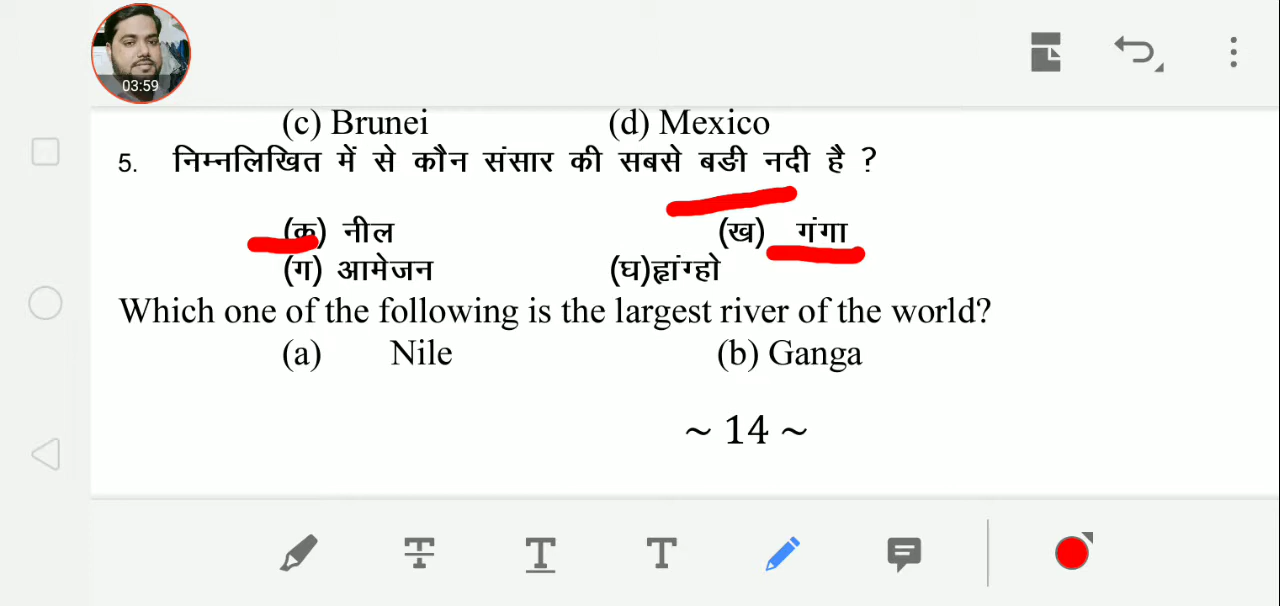 03:59
(c) Brunei (d) Mexico
5. निम्नलिखित में से कौन संसार की सबसे बडी नदी है ?
(क) नील (ख) गंगा
(ग) आमेजन (घ)ह्वांग्हो
Which one of the following is the largest river of the world?
(a) Nile (b) Ganga
~ 14 ~